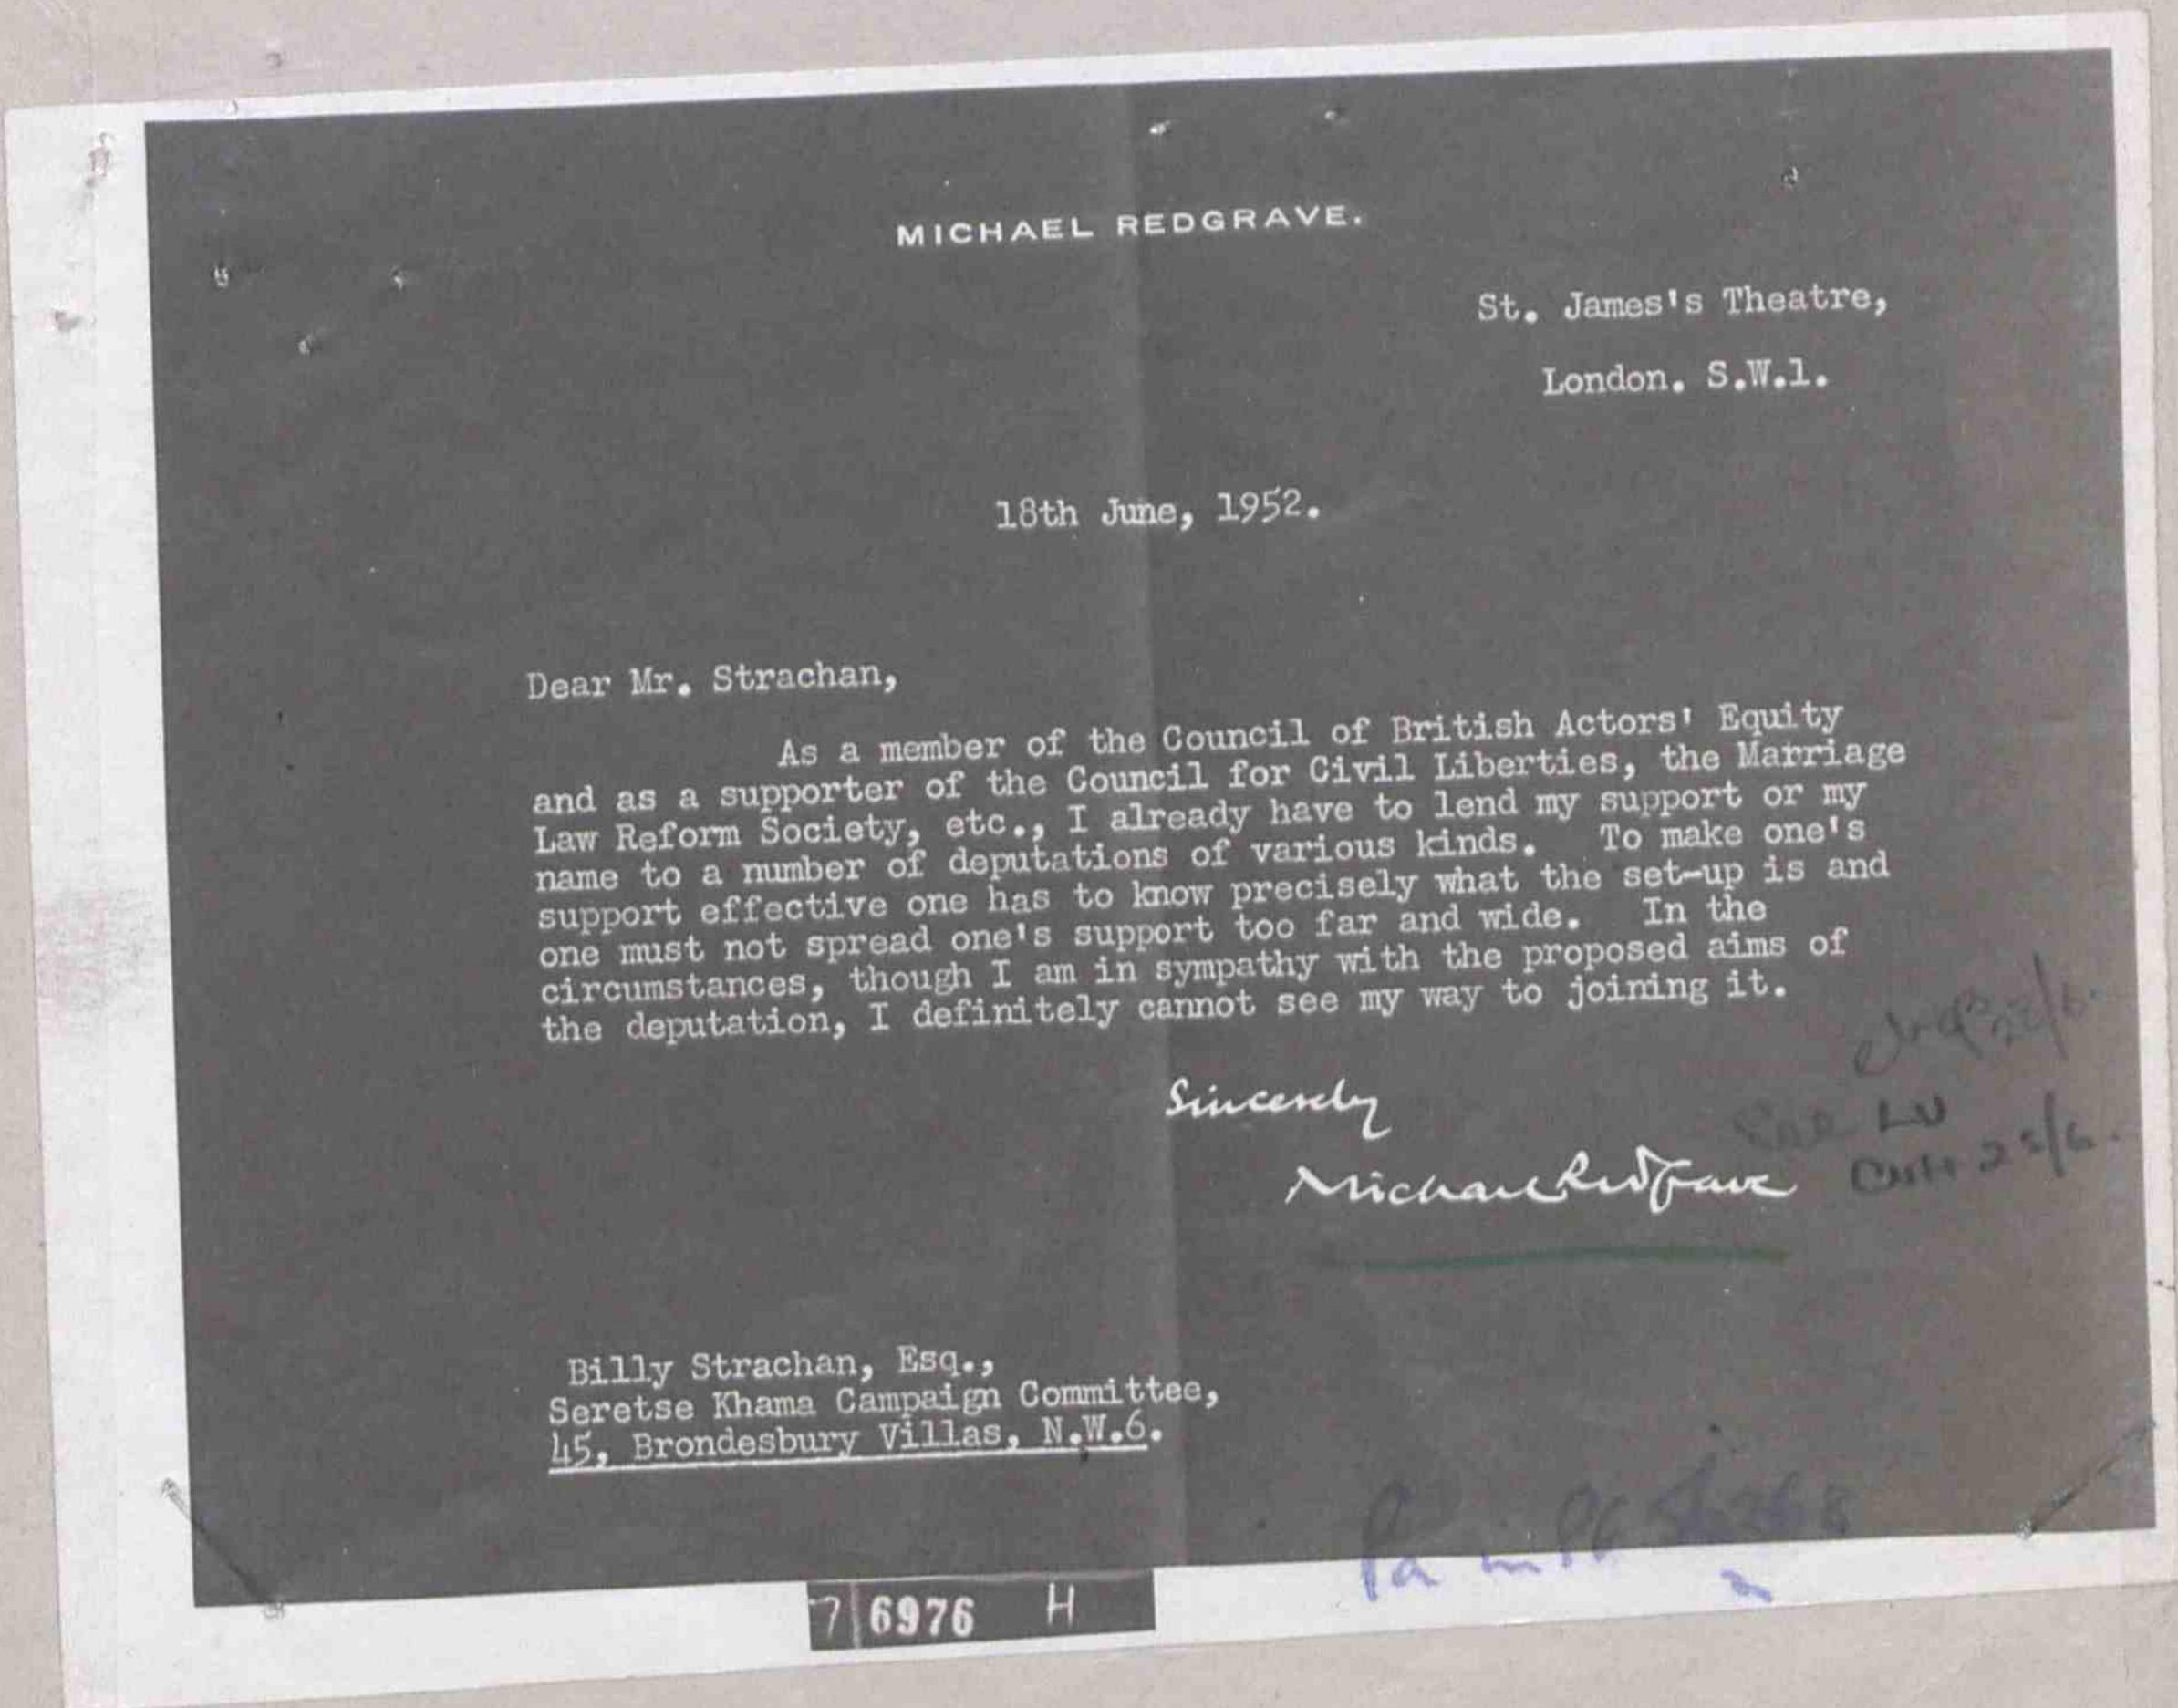 MICHAEL REDGRAVE.
St. James's Theatre,
London. S.W.1.
18th June, 1952.
Dear Mr. Strachan,
As a member of the Council of British Actors' Equity
and as a supporter of the Council for Civil Liberties, the Marriage
Law Reform Society, etc., I already have to lend my support or my
name to a number of deputations of various kinds. To make one's
support effective one has to know precisely what the set-up is and
one must not spread one's support too far and wide. In the
circumstances, though I am in sympathy with the proposed aims of
the deputation, I definitely cannot see my way to joining it.
Sincerely
Michael Redgrave
25/6.
Billy Strachan, Esq.,
Seretse Khama Campaign Committee,
45, Brondesbury Villas, N.W.6.
7 6976 H